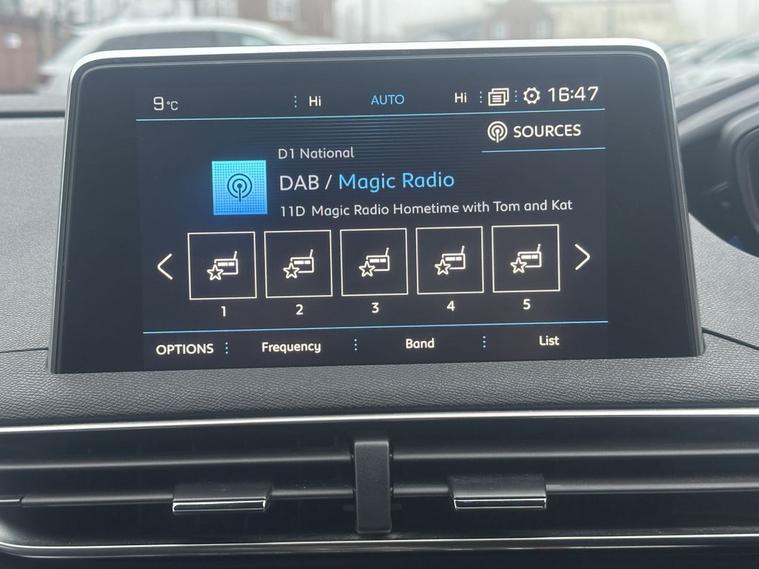 9°C Hi AUTO Hi 16:47
SOURCES
D1 National
DAB / Magic Radio
11D Magic Radio Hometime with Tom and Kat
1 2 3 4 5
OPTIONS Frequency Band List